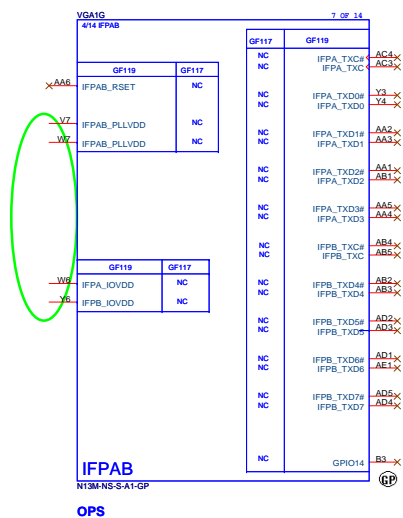 VGA1G 7 OF 14
4/14 IFPAB
GF117 GF119
NC IFPA_TXC# AC4
NC IFPA_TXC AC3
GF119 GF117
AA6 IFPAB_RSET NC
NC IFPA_TXD0# Y3
NC IFPA_TXD0 Y4
V7 IFPAB_PLLVDD NC
W7 IFPAB_PLLVDD NC
NC IFPA_TXD1# AA2
NC IFPA_TXD1 AA3
NC IFPA_TXD2# AA1
NC IFPA_TXD2 AB1
NC IFPA_TXD3# AA5
NC IFPA_TXD3 AA4
NC IFPB_TXC# AB4
NC IFPB_TXC AB5
GF119 GF117
W6 IFPA_IOVDD NC
Y6 IFPB_IOVDD NC
NC IFPB_TXD4# AB2
NC IFPB_TXD4 AB3
NC IFPB_TXD5# AD2
NC IFPB_TXD5 AD3
NC IFPB_TXD6# AD1
NC IFPB_TXD6 AE1
NC IFPB_TXD7# AD5
NC IFPB_TXD7 AD4
NC GPIO14 B3
IFPAB
GP
N13M-NS-S-A1-GP
OPS